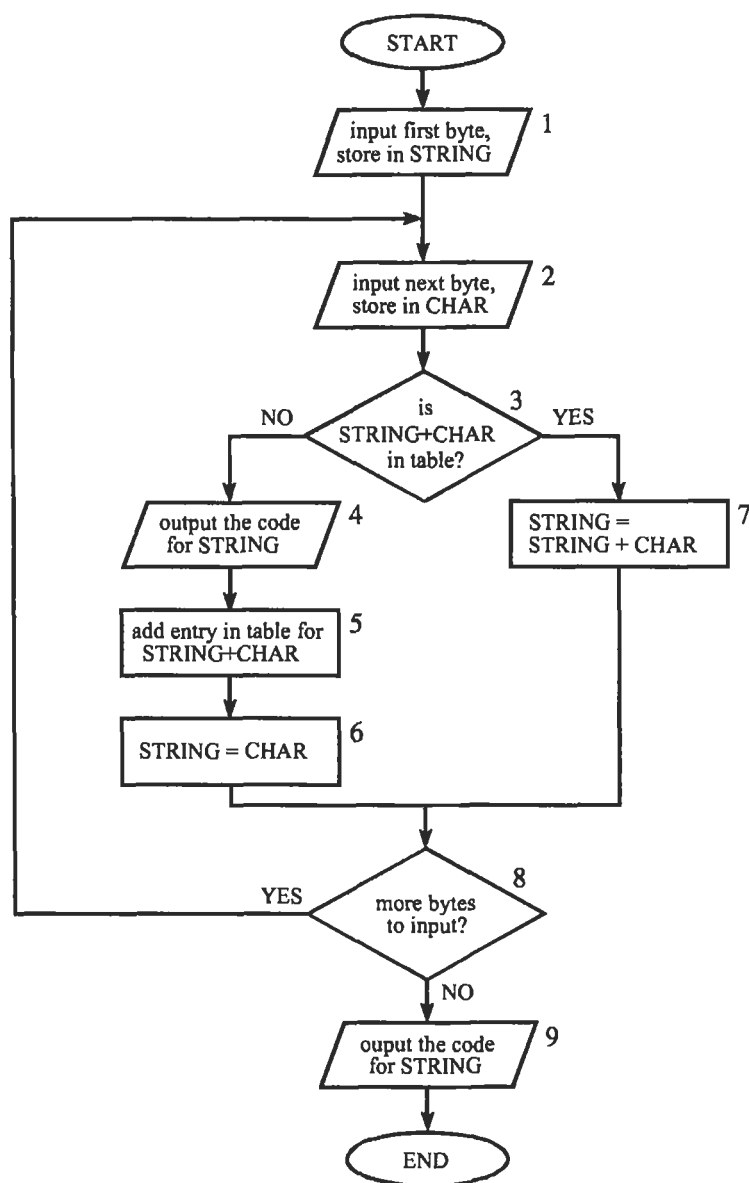 START
input first byte,
store in STRING
1
input next byte,
store in CHAR
2
is
STRING+CHAR
in table?
3
NO
YES
output the code
for STRING
4
STRING =
STRING + CHAR
7
add entry in table for
STRING+CHAR
5
STRING = CHAR
6
more bytes
to input?
8
YES
NO
ouput the code
for STRING
9
END